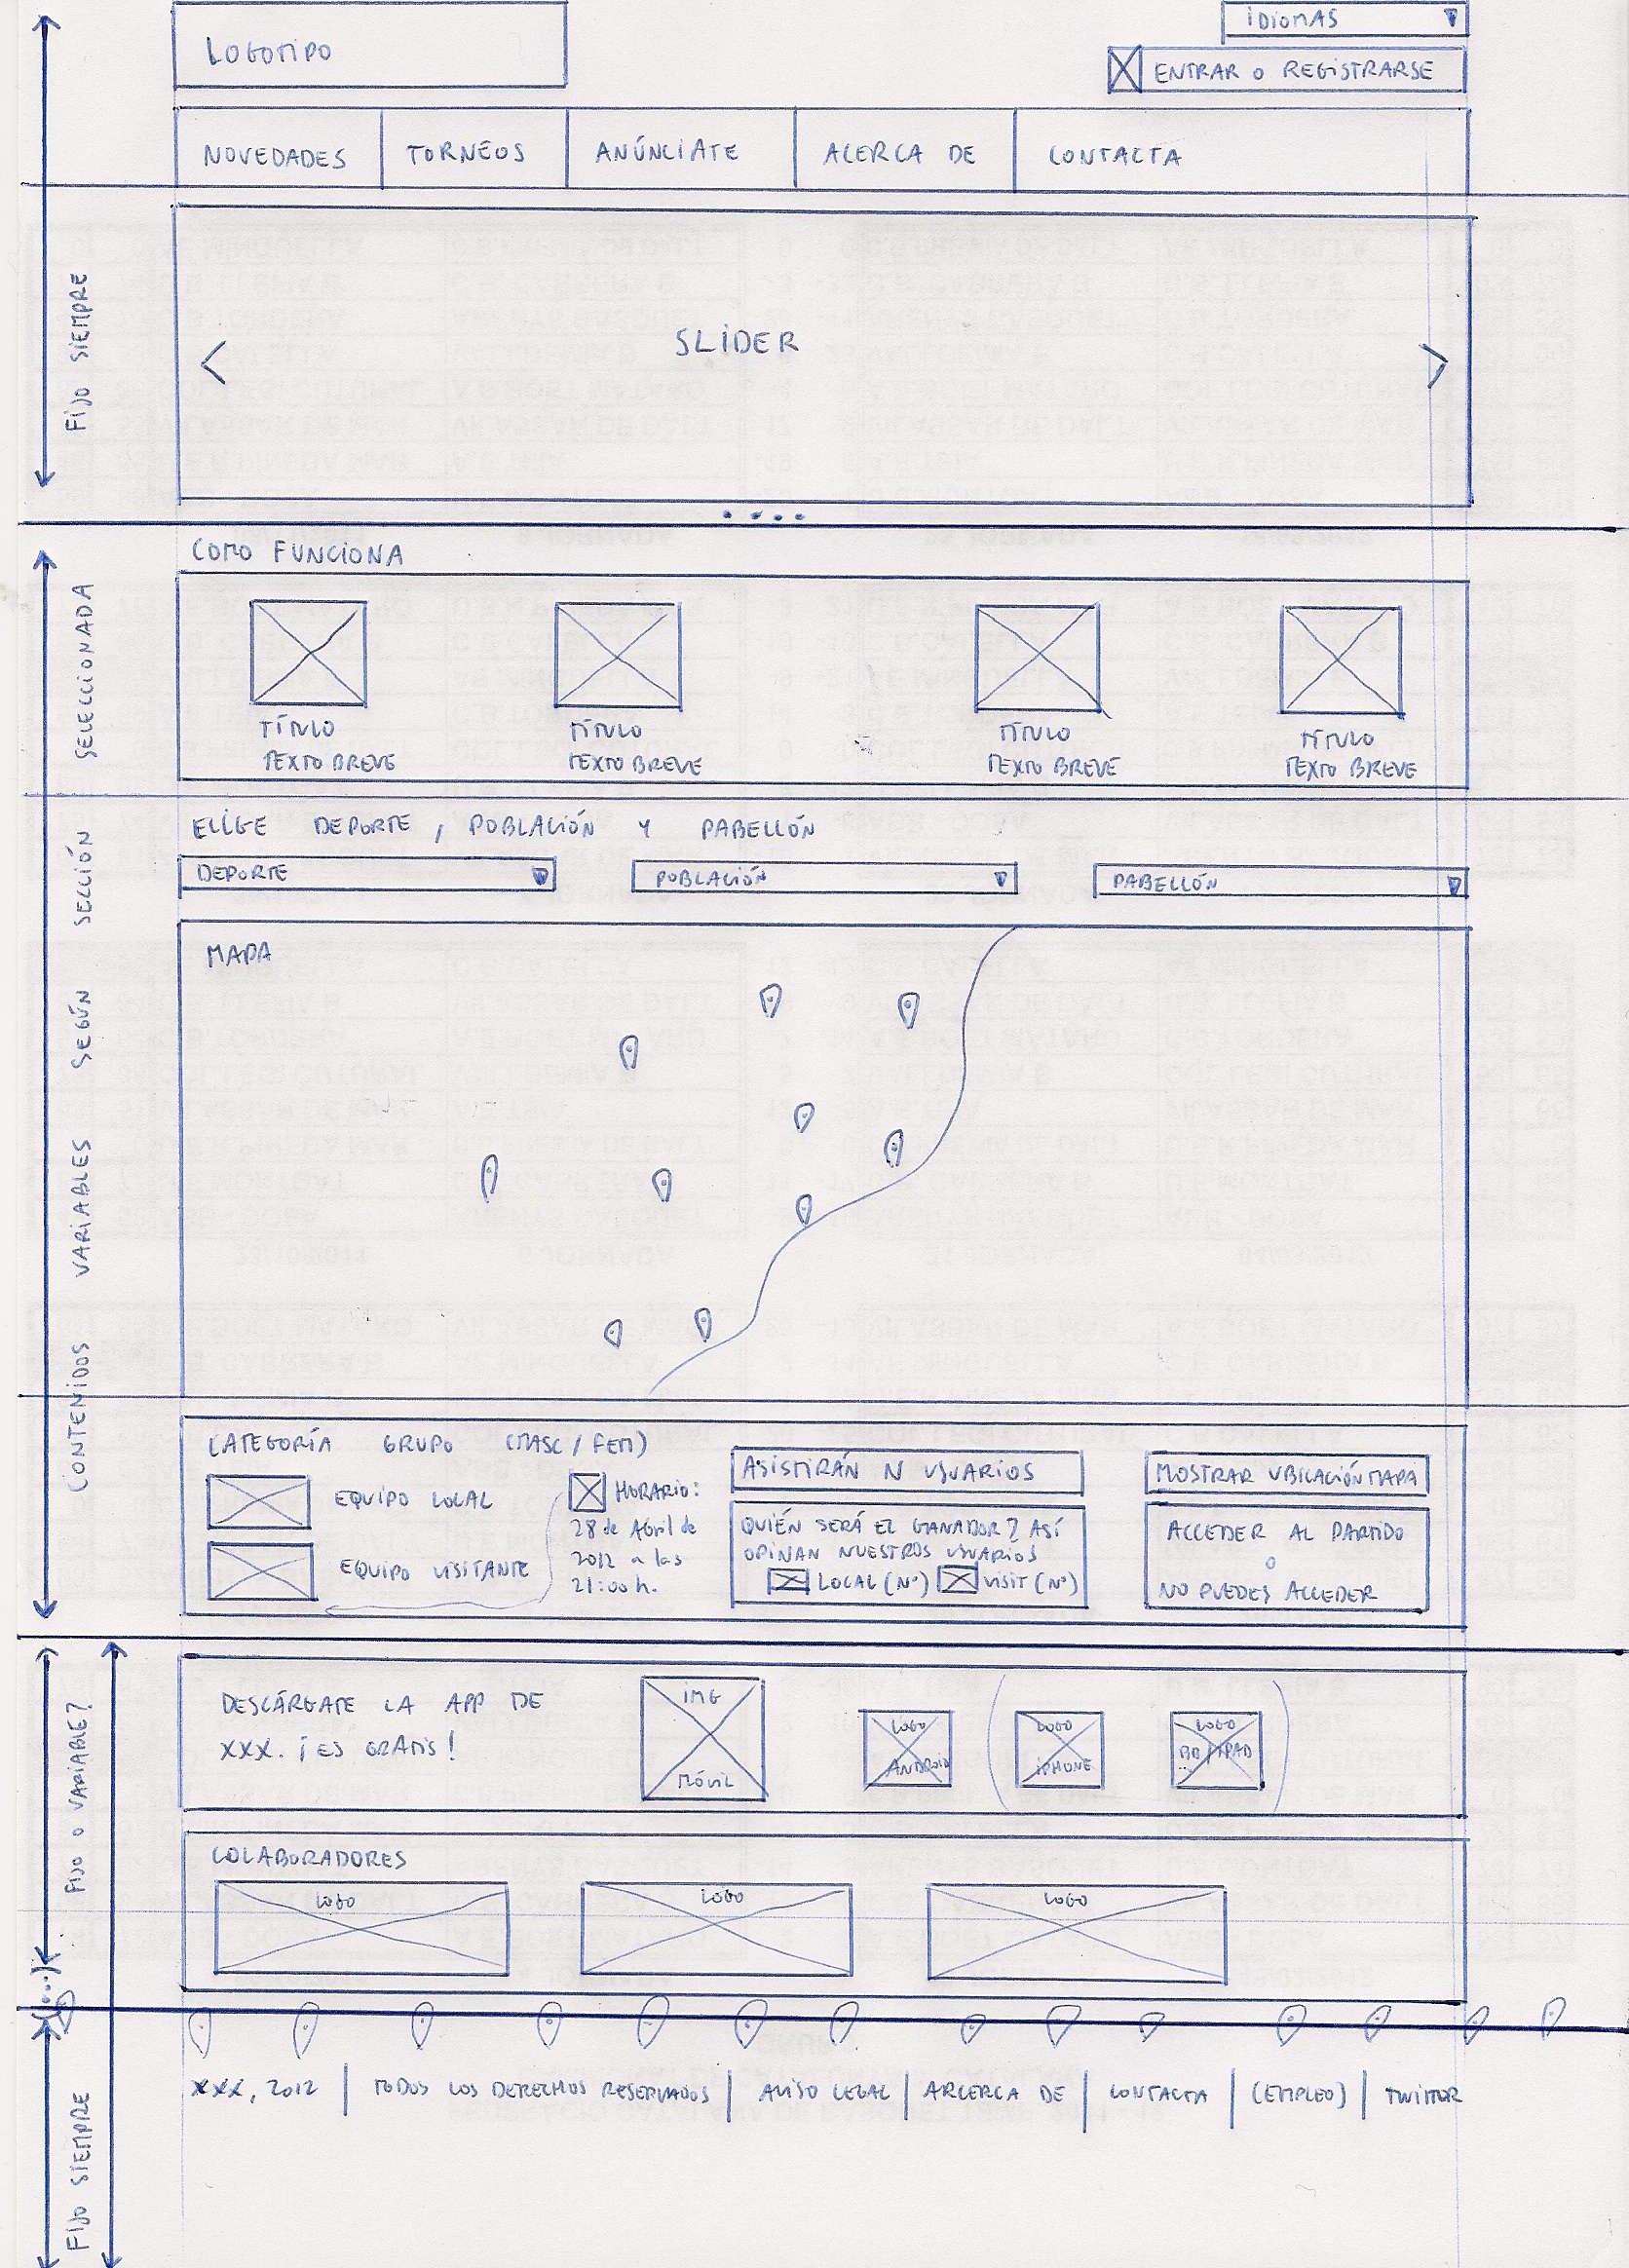 LOGOTIPO
IDIOMAS
ENTRAR O REGISTRARSE
NOVEDADES
TORNEOS
ANÚNCIATE
ACERCA DE
CONTACTA
FIJO SIEMPRE
SLIDER
COMO FUNCIONA
TÍTULO
TEXTO BREVE
TÍTULO
TEXTO BREVE
TÍTULO
TEXTO BREVE
TÍTULO
TEXTO BREVE
CONTENIDOS VARIABLES SEGÚN SECCIÓN SELECCIONADA
ELIGE DEPORTE, POBLACIÓN Y PABELLÓN
DEPORTE
POBLACIÓN
PABELLÓN
MAPA
CATEGORÍA GRUPO (MASC/FEM)
EQUIPO LOCAL
EQUIPO VISITANTE
HORARIO:
28 de Abril de
2012 a las
21:00 h.
ASISTIRÁN N USUARIOS
QUIÉN SERÁ EL GANADOR? ASÍ
OPINAN NUESTROS USUARIOS
LOCAL (Nº) VISIT (Nº)
MOSTRAR UBICACIÓN MAPA
ACCEDER AL PARTIDO
O
NO PUEDES ACCEDER
FIJO O VARIABLE?
DESCÁRGATE LA APP DE
XXX. ¡ES GRATIS!
IMG
MÓVIL
LOGO
ANDROID
LOGO
IPHONE
LOGO
COLABORADORES
LOGO
LOGO
LOGO
(...)
FIJO SIEMPRE
XXX, 2012 | TODOS LOS DERECHOS RESERVADOS | AVISO LEGAL | ARCERCA DE | CONTACTA | (EMPLEO) | TWITTER